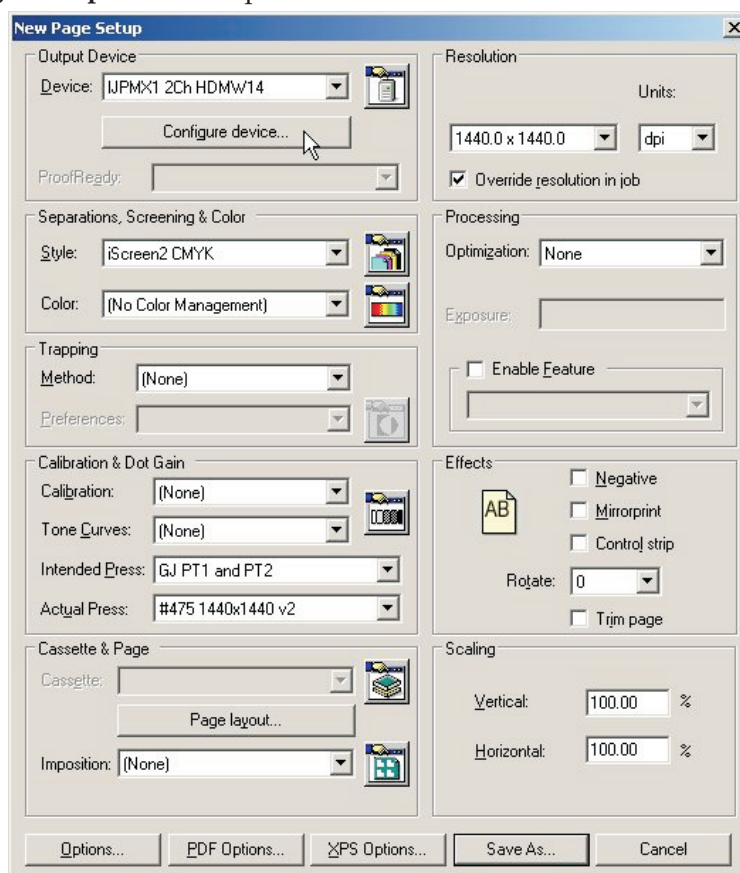 New Page Setup
Output Device
Device: IJPMX1 2Ch HDMW14
Configure device...
ProofReady:
Resolution
Units:
1440.0 x 1440.0 dpi
Override resolution in job
Separations, Screening & Color
Style: iScreen2 CMYK
Color: (No Color Management)
Processing
Optimization: None
Exposure:
Enable Feature
Trapping
Method: (None)
Preferences:
Calibration & Dot Gain
Calibration: (None)
Tone Curves: (None)
Intended Press: GJ PT1 and PT2
Actual Press: #475 1440x1440 v2
Effects
AB
Negative
Mirrorprint
Control strip
Rotate: 0
Trim page
Cassette & Page
Cassette:
Page layout...
Imposition: (None)
Scaling
Vertical: 100.00 %
Horizontal: 100.00 %
Options... PDF Options... XPS Options... Save As... Cancel